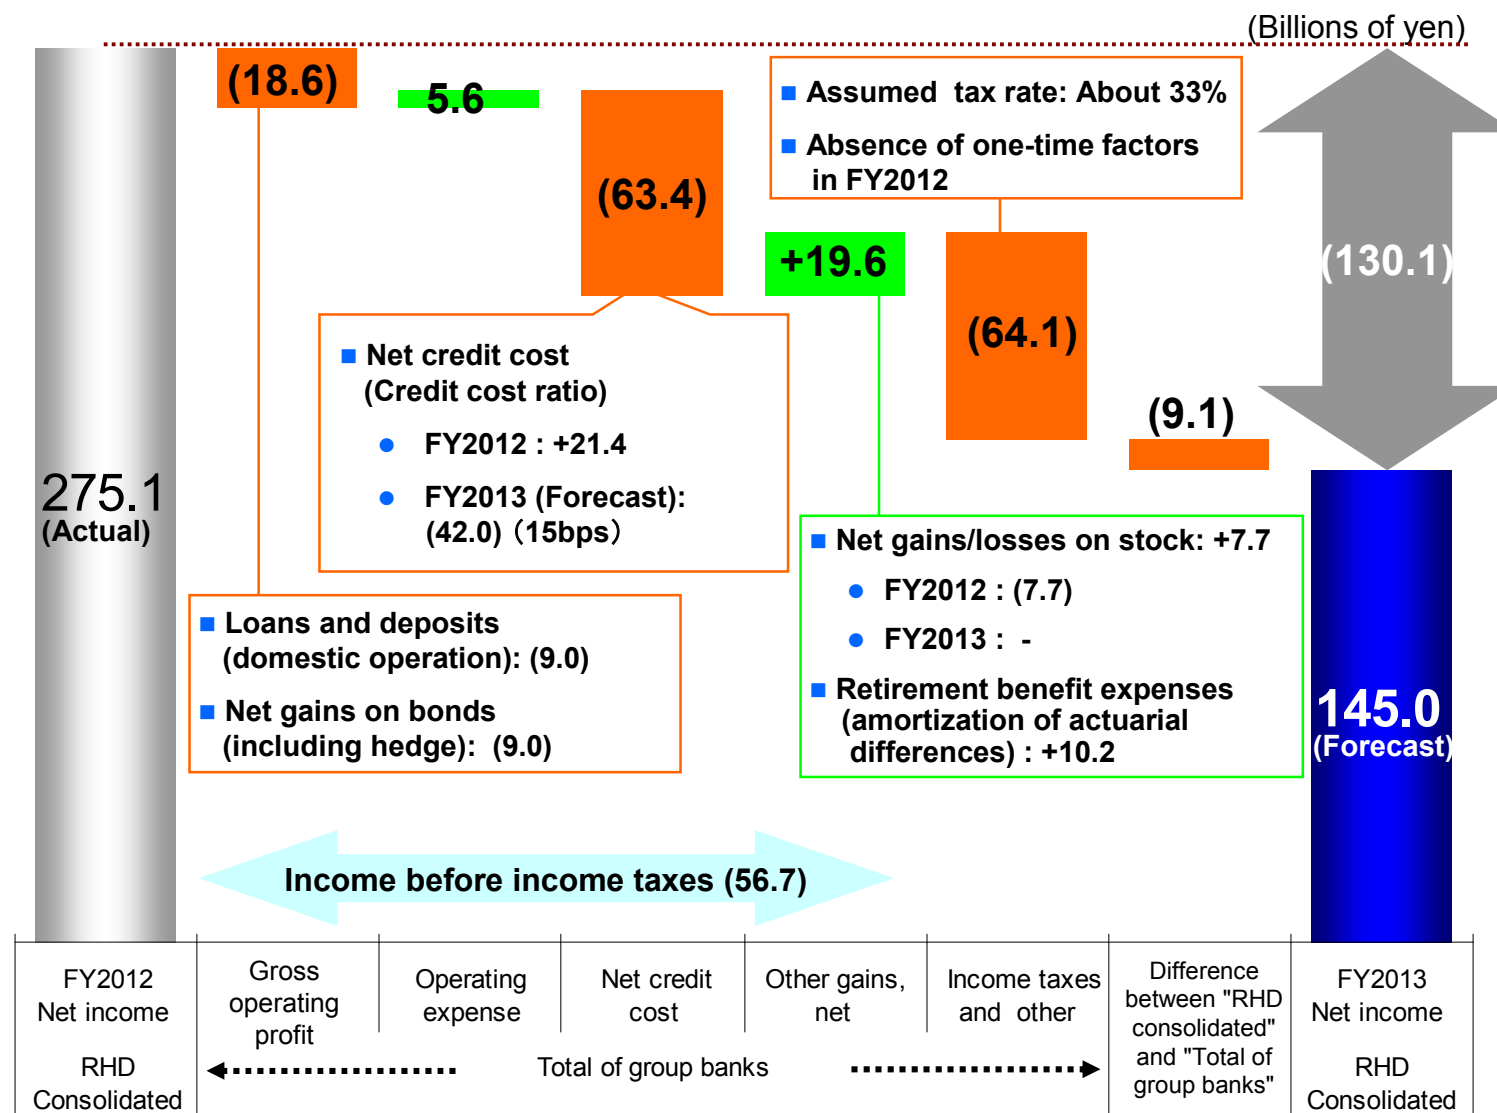 (Billions of yen)
(18.6)
5.6
(63.4)
+19.6
(64.1)
(9.1)
(130.1)
■ Assumed tax rate: About 33%
■ Absence of one-time factors
in FY2012
275.1
(Actual)
■ Net credit cost
(Credit cost ratio)
● FY2012 : +21.4
● FY2013 (Forecast):
(42.0)（15bps）
■ Loans and deposits
(domestic operation): (9.0)
■ Net gains on bonds
(including hedge): (9.0)
■ Net gains/losses on stock: +7.7
● FY2012 : (7.7)
● FY2013 : -
■ Retirement benefit expenses
(amortization of actuarial
differences) : +10.2
145.0
(Forecast)
Income before income taxes (56.7)
FY2012
Net income
RHD
Consolidated
Gross
operating
profit
Operating
expense
Net credit
cost
Other gains,
net
Income taxes
and other
Total of group banks
Difference
between "RHD
consolidated"
and "Total of
group banks"
FY2013
Net income
RHD
Consolidated